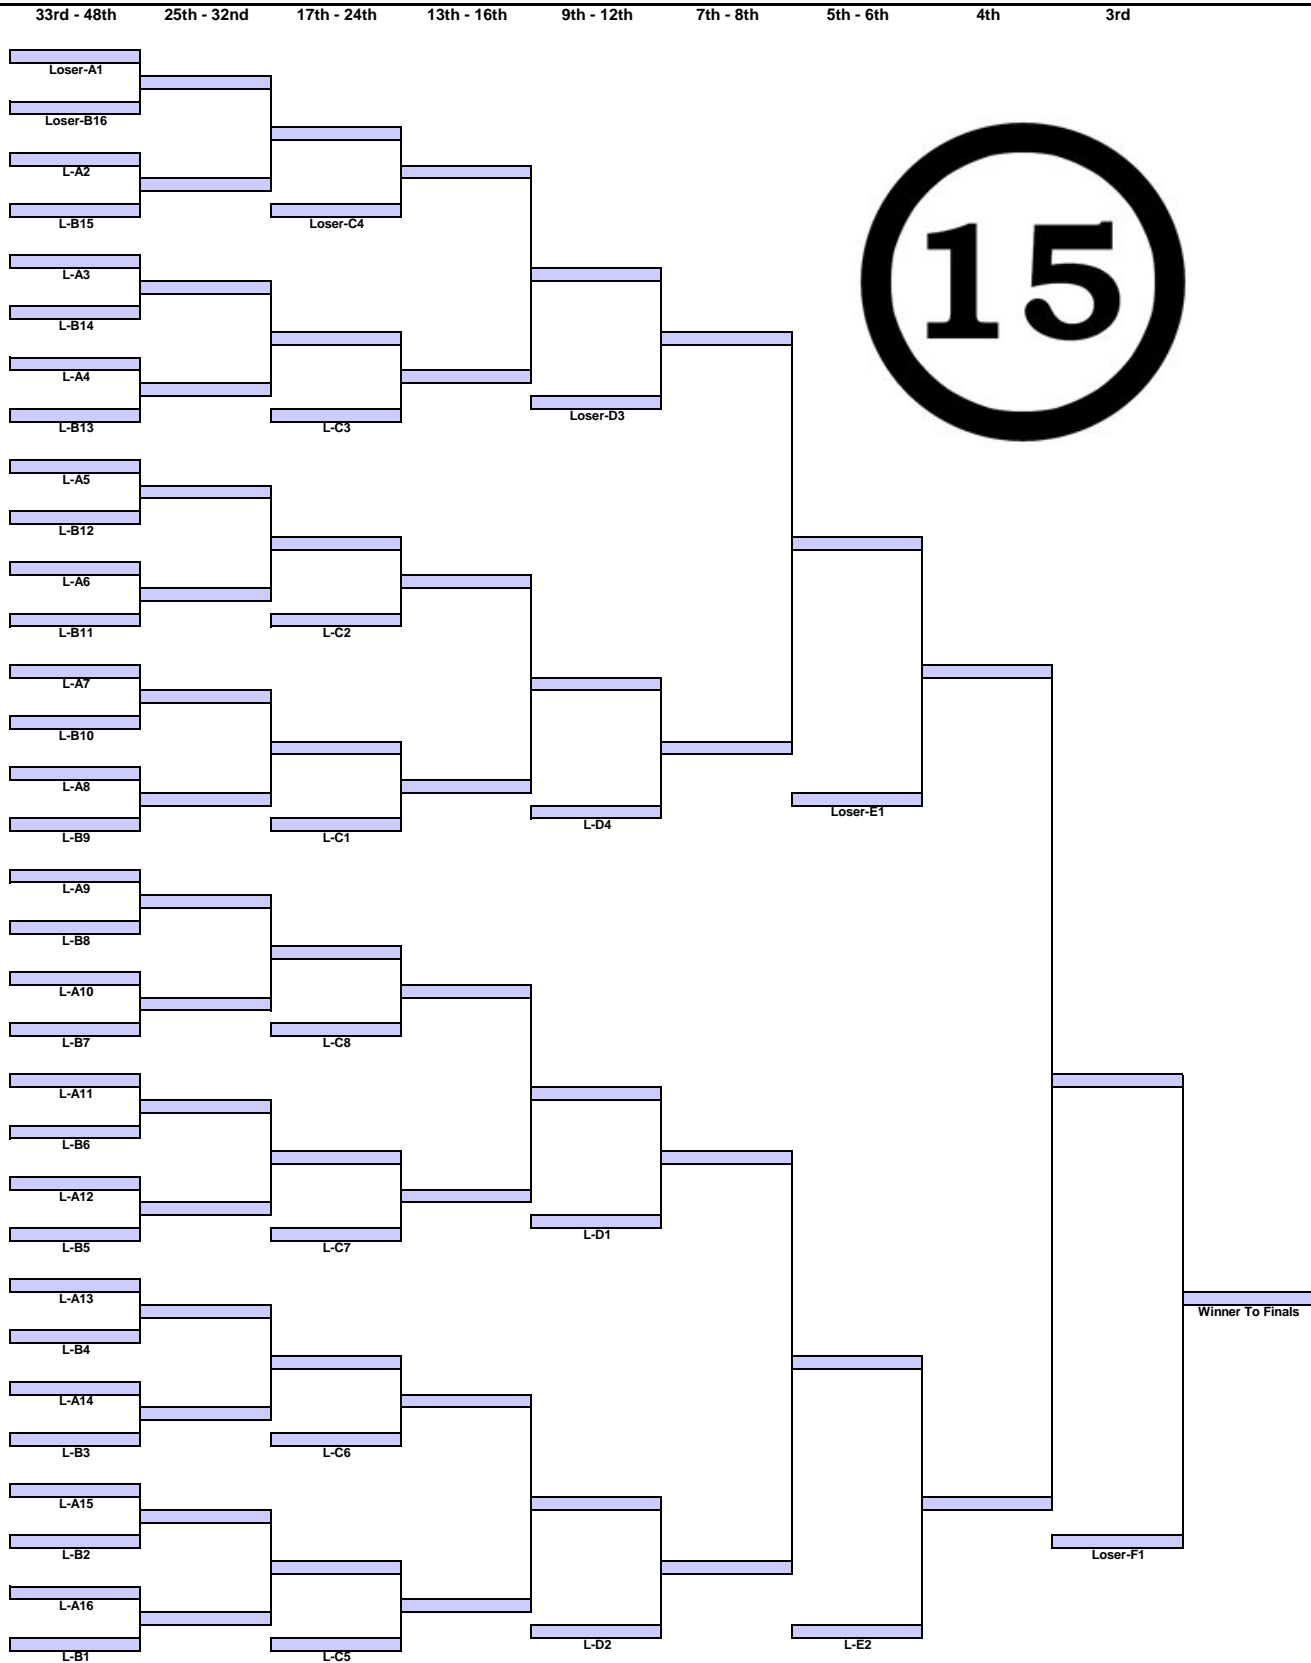 33rd - 48th 25th - 32nd 17th - 24th 13th - 16th 9th - 12th 7th - 8th 5th - 6th 4th 3rd
Loser-A1
Loser-B16
L-A2
L-B15 Loser-C4
15
L-A3
L-B14
L-A4
L-B13 L-C3 Loser-D3
L-A5
L-B12
L-A6
L-B11 L-C2
L-A7
L-B10
L-A8
Loser-E1
L-D4
L-B9 L-C1
L-A9
L-B8
L-A10
L-B7 L-C8
L-A11
L-B6
L-A12
L-D1
L-B5 L-C7
L-A13
Winner To Finals
L-B4
L-A14
L-B3 L-C6
L-A15
L-B2 Loser-F1
L-A16
L-D2 L-E2
L-B1 L-C5